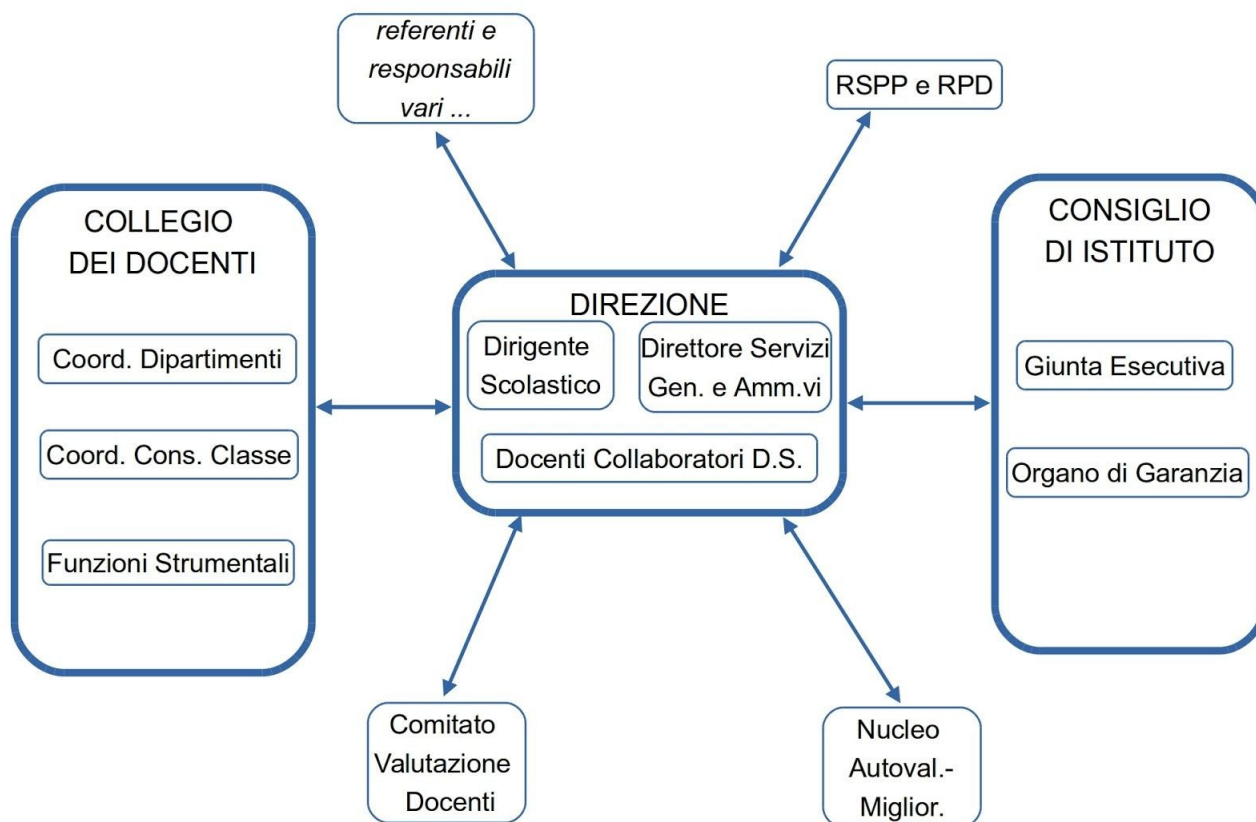 referenti e
responsabili
vari ...
RSPP e RPD
COLLEGIO
DEI DOCENTI
Coord. Dipartimenti
Coord. Cons. Classe
Funzioni Strumentali
DIREZIONE
Dirigente
Scolastico
Direttore Servizi
Gen. e Amm.vi
Docenti Collaboratori D.S.
CONSIGLIO
DI ISTITUTO
Giunta Esecutiva
Organo di Garanzia
Comitato
Valutazione
Docenti
Nucleo
Autoval.-
Miglior.